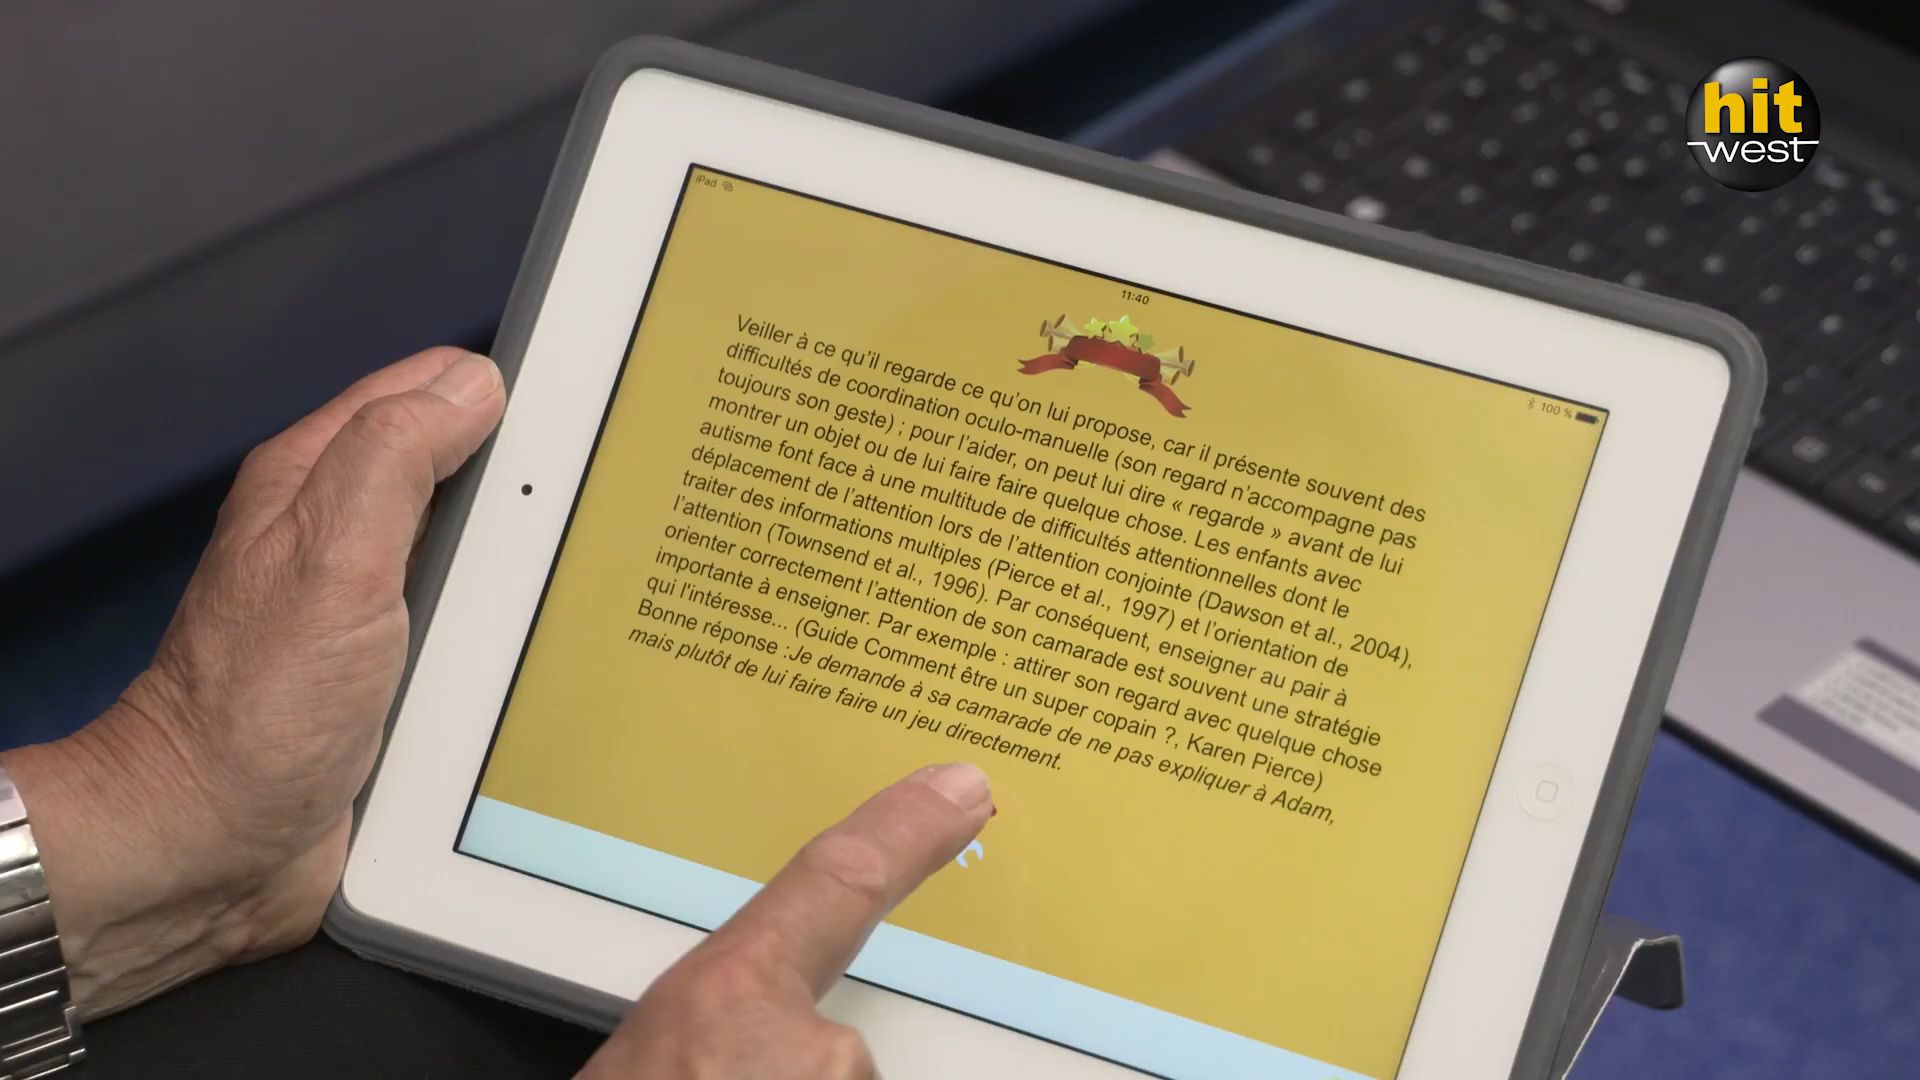 hit
west
iPad
11:40
100 %
Veiller à ce qu'il regarde ce qu'on lui propose, car il présente souvent des
difficultés de coordination oculo-manuelle (son regard n'accompagne pas
toujours son geste) ; pour l'aider, on peut lui dire « regarde » avant de lui
montrer un objet ou de lui faire faire quelque chose. Les enfants avec
autisme font face à une multitude de difficultés attentionnelles dont le
déplacement de l'attention lors de l'attention conjointe (Dawson et al., 2004),
traiter des informations multiples (Pierce et al., 1997) et l'orientation de
l'attention (Townsend et al., 1996). Par conséquent, enseigner au pair à
orienter correctement l'attention de son camarade est souvent une stratégie
importante à enseigner. Par exemple : attirer son regard avec quelque chose
qui l'intéresse... (Guide Comment être un super copain ?, Karen Pierce)
Bonne réponse :Je demande à sa camarade de ne pas expliquer à Adam,
mais plutôt de lui faire faire un jeu directement.